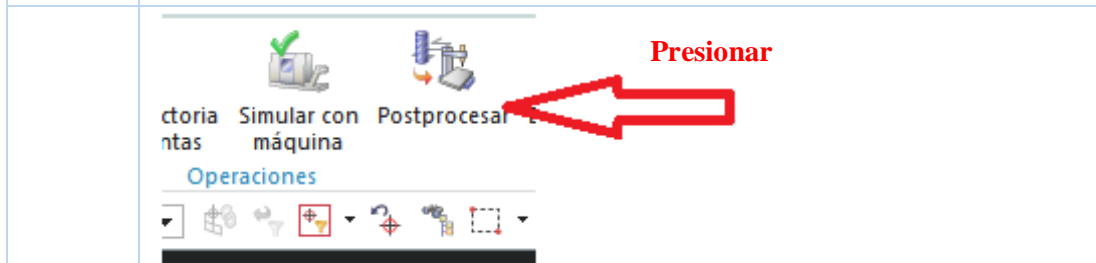 Presionar
ctoria Simular con Postprocesar
ntas máquina
Operaciones